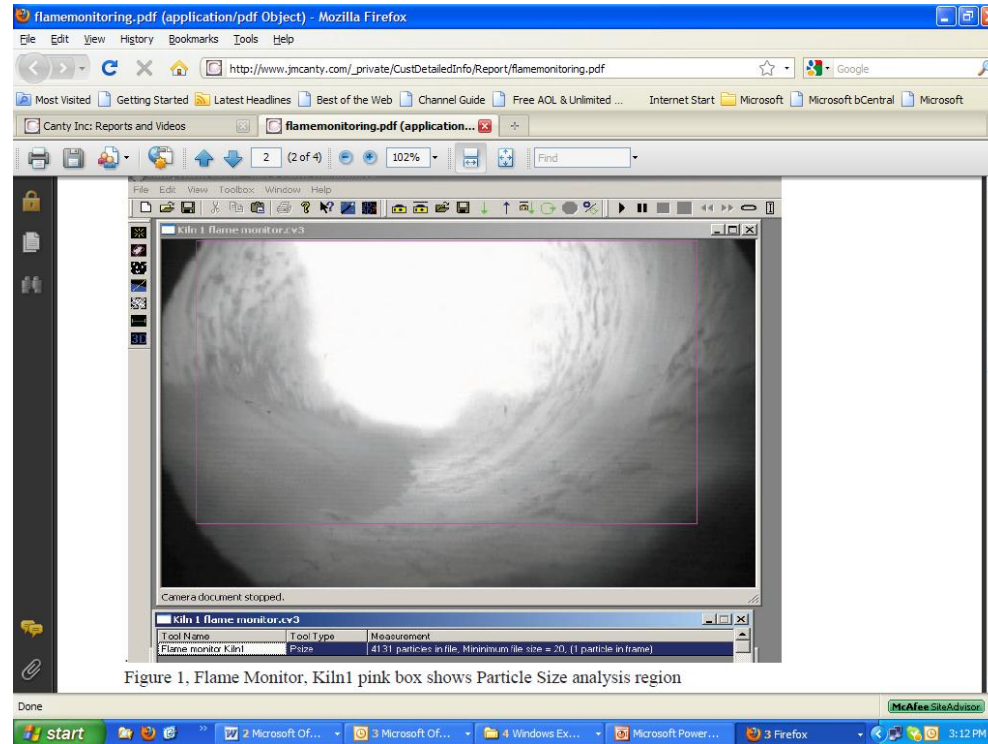 flamemonitoring.pdf (application/pdf Object) - Mozilla Firefox
File Edit View History Bookmarks Tools Help
http://www.jmcanty.com/_private/CustDetailedInfo/Report/flamemonitoring.pdf Google
Most Visited Getting Started Latest Headlines Best of the Web Channel Guide Free AOL & Unlimited ... Internet Start Microsoft Microsoft bCentral Microsoft
Canty Inc: Reports and Videos flamemonitoring.pdf (application...
2 (2 of 4) 102% Find
File Edit View Toolbox Window Help
Kiln 1 flame monitor.cv3
3D
Camera document stopped.
Kiln 1 flame monitor.cv3
Tool Name Tool Type Measurement
Flame monitor Kiln1 Psize 4131 particles in file, Mininimum file size = 20, (1 particle in frame)
Figure 1, Flame Monitor, Kiln1 pink box shows Particle Size analysis region
Done McAfee SiteAdvisor
start 2 Microsoft Of... 3 Microsoft Of... 4 Windows Ex... Microsoft Power... 3 Firefox 3:12 PM